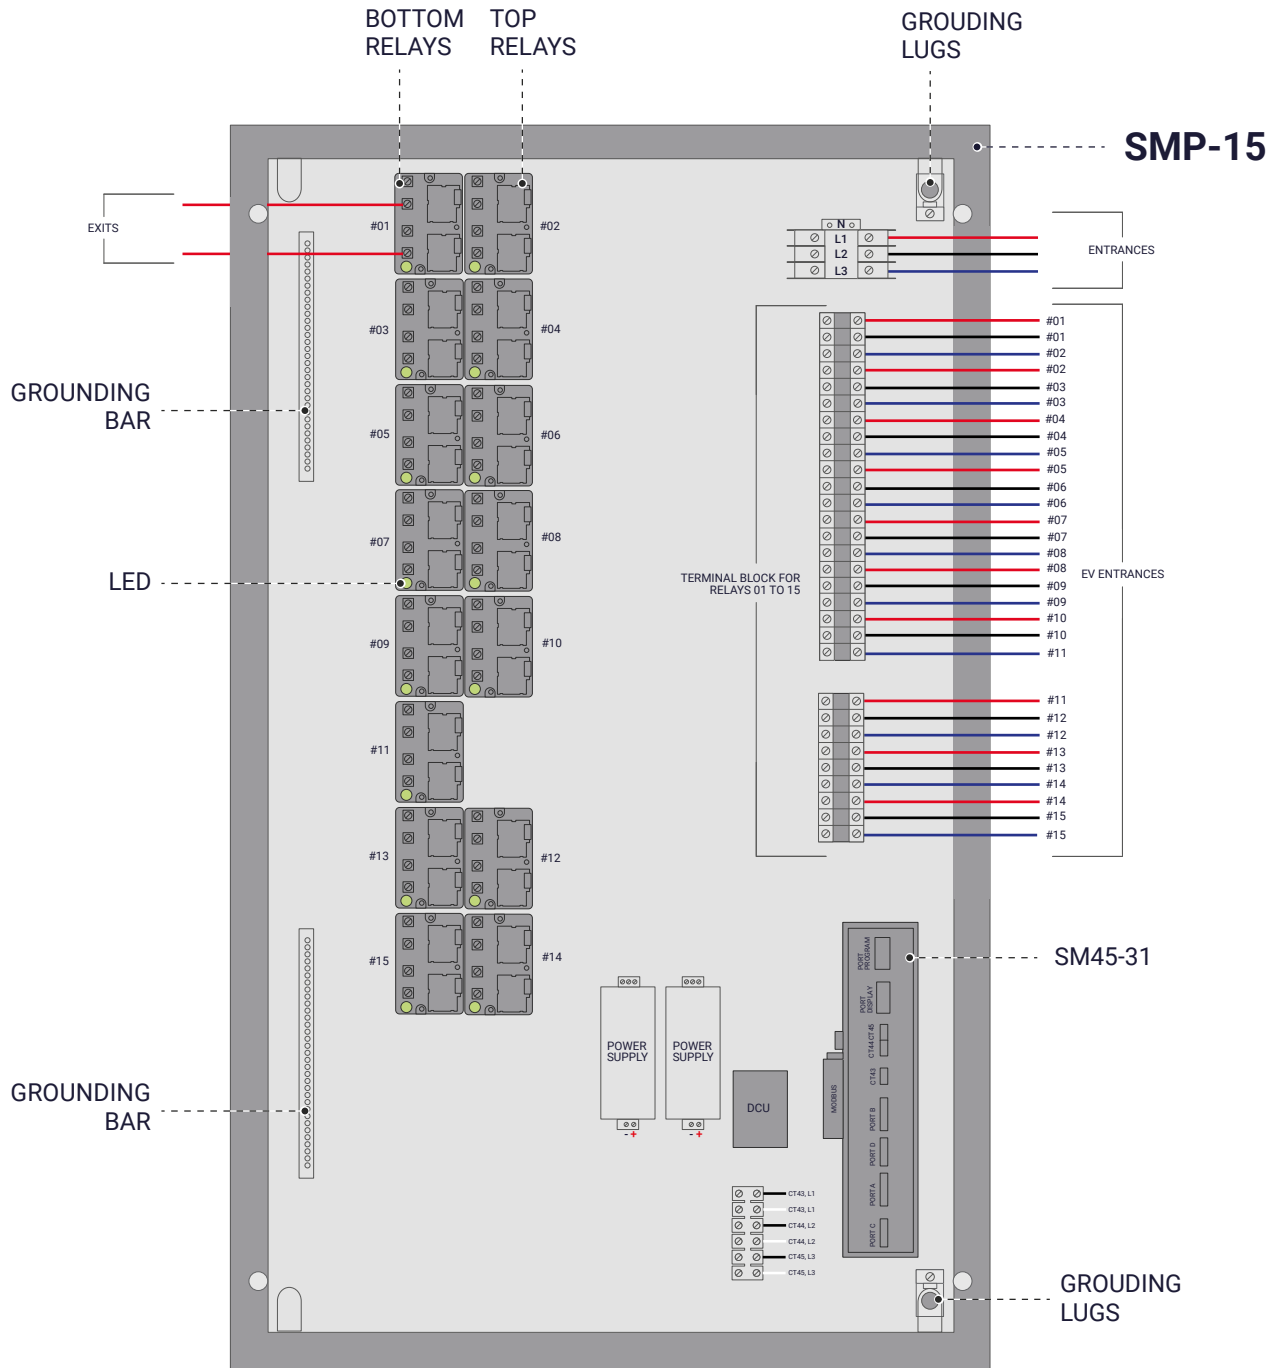 BOTTOM
RELAYS
TOP
RELAYS
GROUDING
LUGS
SMP-15
EXITS
#01
#02
N
L1
L2
L3
ENTRANCES
#03
#04
#05
#06
#07
#08
#09
#10
#11
#13
#12
#15
#14
GROUNDING
BAR
LED
GROUNDING
BAR
TERMINAL BLOCK FOR
RELAYS 01 TO 15
#01
#01
#02
#02
#03
#03
#04
#04
#05
#05
#06
#06
#07
#07
#08
#08
#09
#09
#10
#10
#11
EV ENTRANCES
#11
#12
#12
#13
#13
#14
#14
#15
#15
SM45-31
PORT
PROGRAM
PORT
DISPLAY
CT44 CT45
CT43
PORT B
PORT D
PORT A
PORT C
MODBUS
POWER
SUPPLY
- +
POWER
SUPPLY
- +
DCU
CT43, L1
CT43, L1
CT44, L2
CT44, L2
CT45, L3
CT45, L3
GROUDING
LUGS